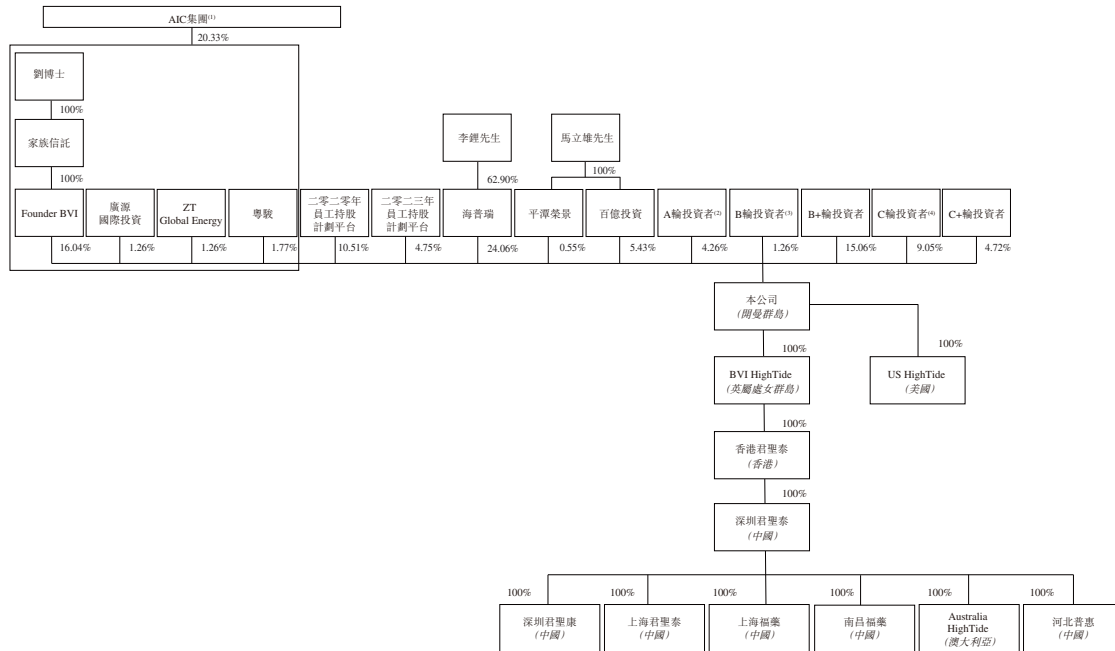 AIC集團(1)
20.33%
劉博士
100%
家族信託
100%
李鋰先生
62.90%
馬立雄先生
100%
Founder BVI
廣源
國際投資
ZT
Global Energy
粵駿
二零二零年
員工持股
計劃平台
二零二三年
員工持股
計劃平台
海普瑞
平潭榮景
百億投資
A輪投資者(2)
B輪投資者(3)
B+輪投資者
C輪投資者(4)
C+輪投資者
16.04%
1.26%
1.26%
1.77%
10.51%
4.75%
24.06%
0.55%
5.43%
4.26%
1.26%
15.06%
9.05%
4.72%
本公司
(開曼群島)
100%
100%
BVI HighTide
(英屬處女群島)
US HighTide
(美國)
100%
香港君聖泰
(香港)
100%
深圳君聖泰
(中國)
100%
100%
100%
100%
100%
100%
深圳君聖康
(中國)
上海君聖泰
(中國)
上海福藥
(中國)
南昌福藥
(中國)
Australia
HighTide
(澳大利亞)
河北普惠
(中國)